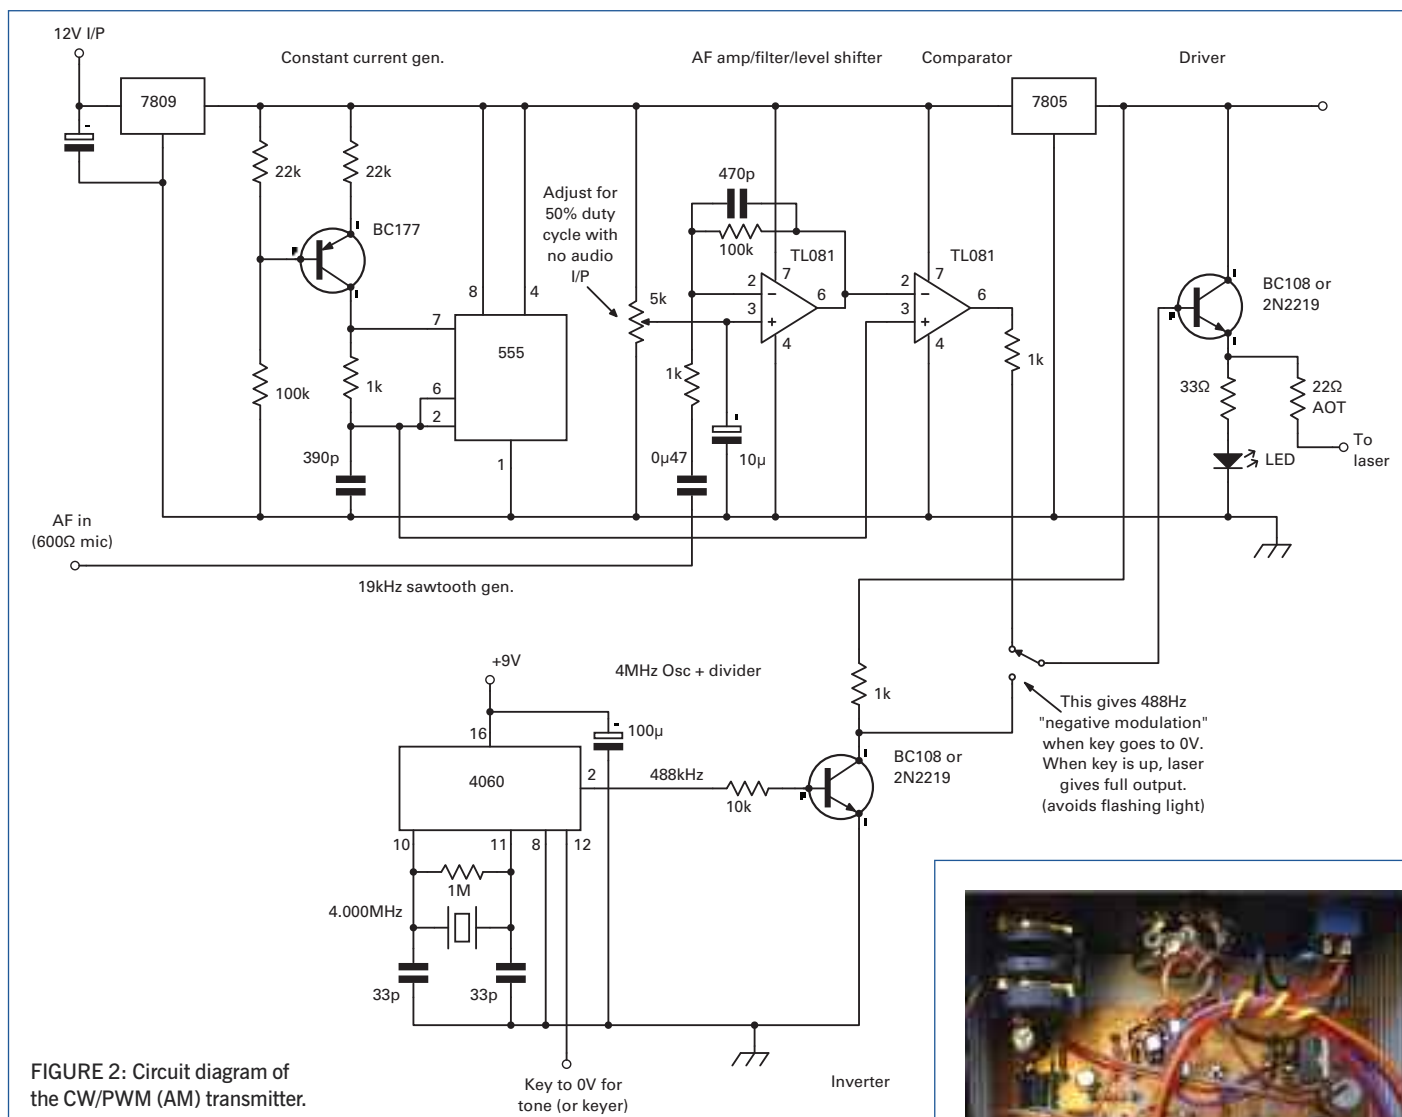 12V I/P
Constant current gen.
AF amp/filter/level shifter
Comparator
Driver
7809
7805
22k
22k
BC177
8
4
7
555
6
2
1
100k
1k
390p
Adjust for
50% duty
cycle with
no audio
I/P
5k
470p
100k
TL081
2
3
7
6
4
1k
0µ47
10µ
TL081
2
3
7
6
4
1k
BC108 or
2N2219
33Ω
22Ω
AOT
LED
To
laser
AF in
(600Ω mic)
19kHz sawtooth gen.
+9V
4MHz Osc + divider
16
100µ
4060
2
488kHz
10k
1k
BC108 or
2N2219
This gives 488Hz
"negative modulation"
when key goes to 0V.
When key is up, laser
gives full output.
(avoids flashing light)
10
11
8
12
1M
4.000MHz
33p
33p
Key to 0V for
tone (or keyer)
Inverter
FIGURE 2: Circuit diagram of
the CW/PWM (AM) transmitter.